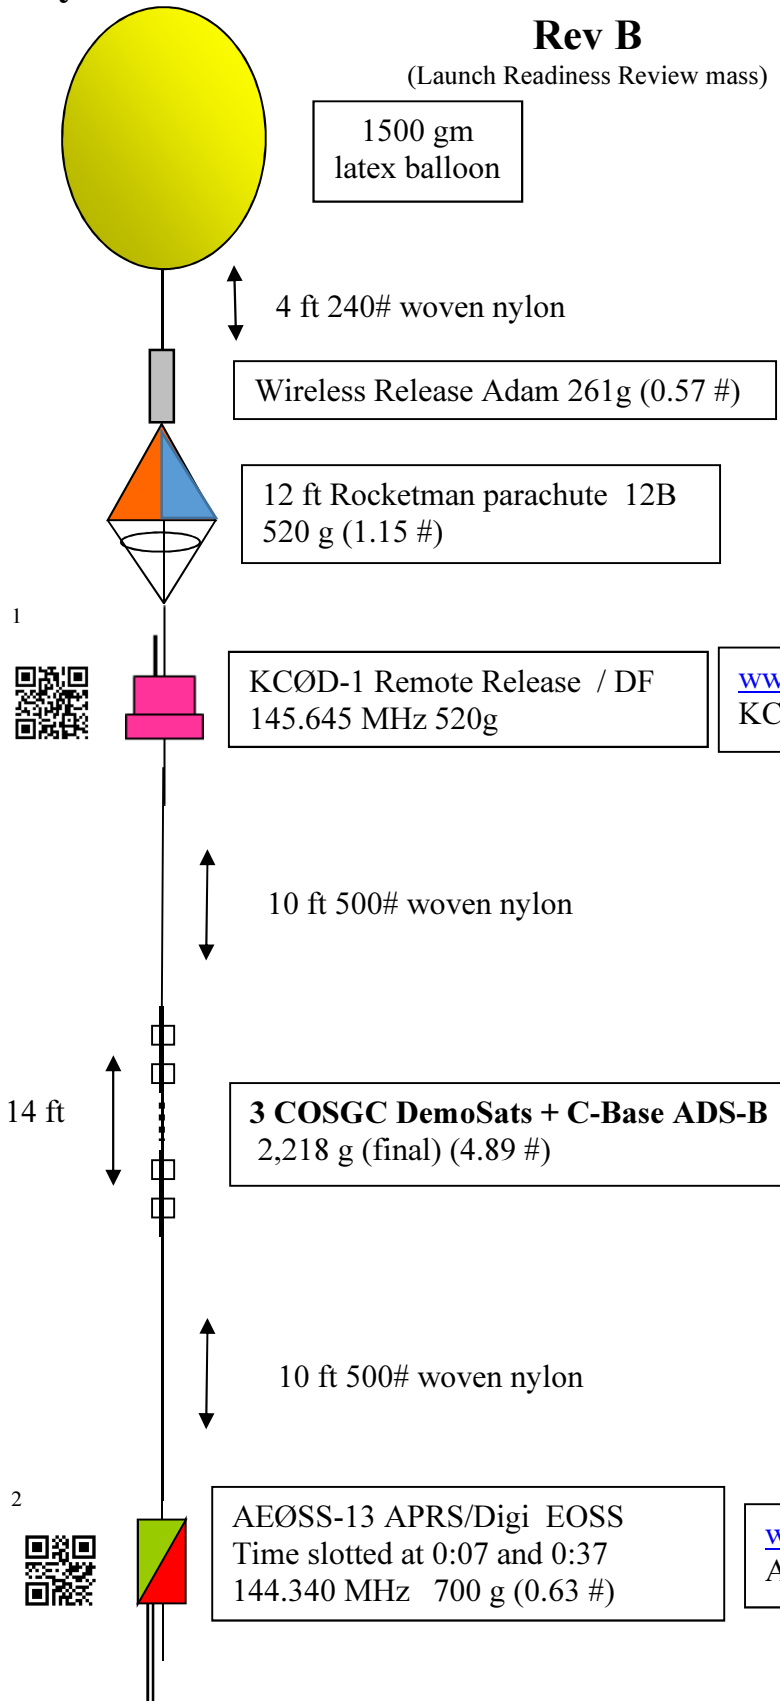 Rev B
(Launch Readiness Review mass)
1500 gm
latex balloon
4 ft 240# woven nylon
Wireless Release Adam 261g (0.57 #)
12 ft Rocketman parachute 12B
520 g (1.15 #)
1
KCØD-1 Remote Release / DF
145.645 MHz 520g
10 ft 500# woven nylon
14 ft
3 COSGC DemoSats + C-Base ADS-B
2,218 g (final) (4.89 #)
10 ft 500# woven nylon
2
AEØSS-13 APRS/Digi EOSS
Time slotted at 0:07 and 0:37
144.340 MHz 700 g (0.63 #)